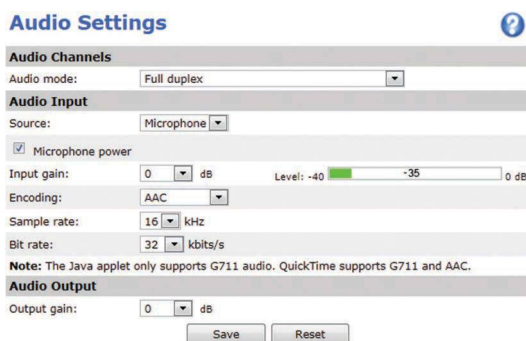 Audio Settings
?
Audio Channels
Audio mode: Full duplex
Audio Input
Source: Microphone
Microphone power
Input gain: 0 dB Level: -40 -35 0 dB
Encoding: AAC
Sample rate: 16 kHz
Bit rate: 32 kbits/s
Note: The Java applet only supports G711 audio. QuickTime supports G711 and AAC.
Audio Output
Output gain: 0 dB
Save Reset